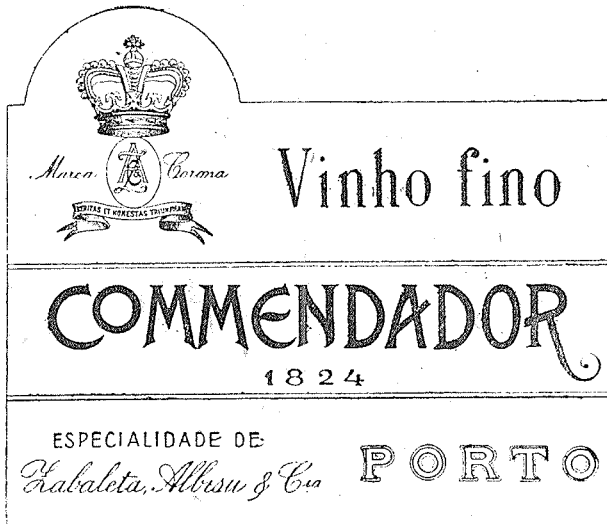 Marca Corona
VERITAS ET HONESTAS TRIUMPHANT
Vinho fino
COMMENDADOR
1824
ESPECIALIDADE DE:
Zabaleta, Albisu & Cia
PORTO